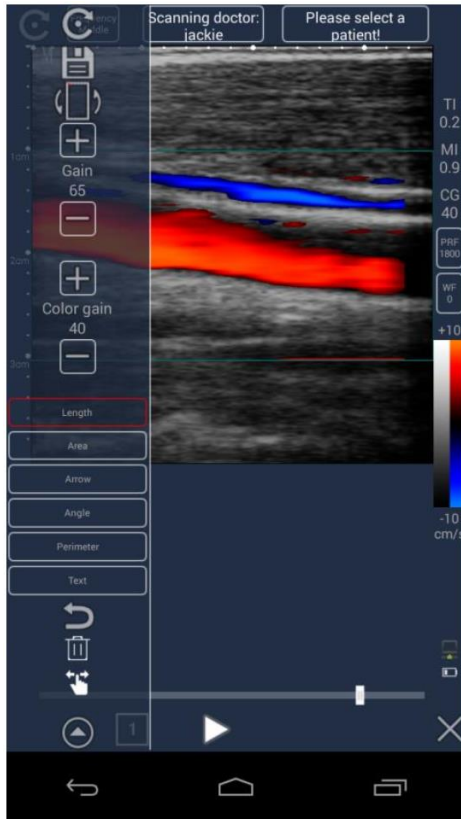 Scanning doctor:
jackie
Please select a
patient!
TI
0.2
MI
0.9
CG
40
PRF
1800
WF
0
+10
-10
cm/s
1cm
2cm
3cm
Gain
65
Color gain
40
Length
Area
Arrow
Angle
Perimeter
Text
1